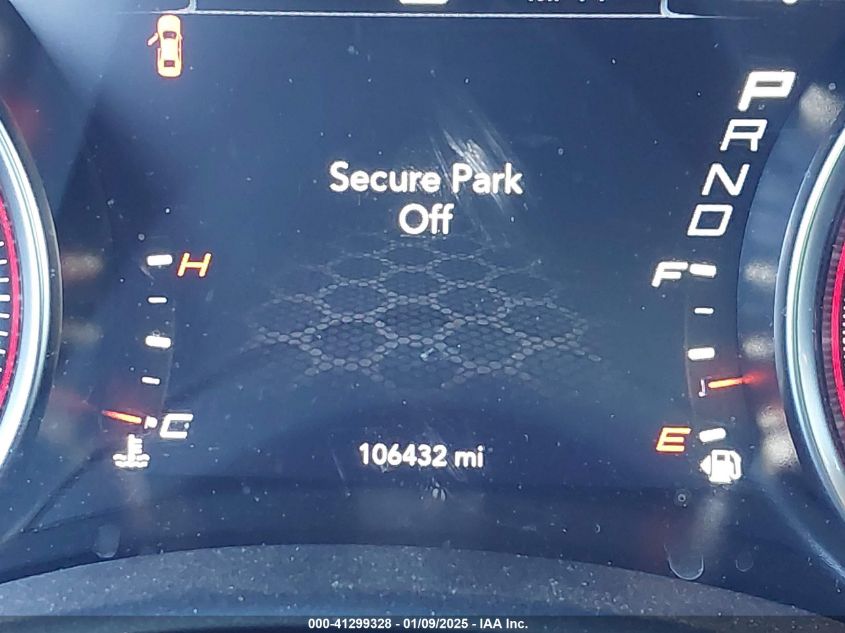 P
R
N
D
Secure Park
Off
H
F
C
E
106432 mi
000-41299328 - 01/09/2025 - IAA Inc.